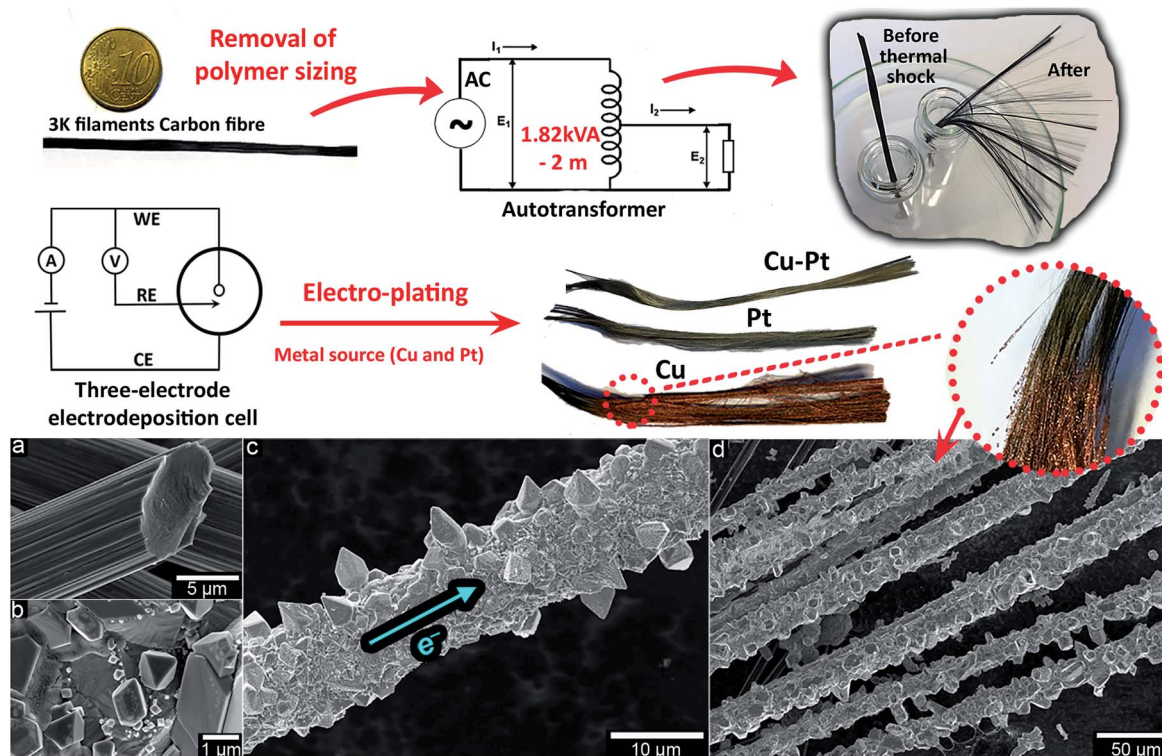 10
CENT
Removal of
polymer sizing
3K filaments Carbon fibre
I₁
AC
~
E₁
1.82kVA
- 2 m
I₂
E₂
Autotransformer
Before
thermal
shock
After
WE
A
V
RE
CE
Three-electrode
electrodeposition cell
Electro-plating
Metal source (Cu and Pt)
Cu-Pt
Pt
Cu
a
5 µm
b
1 µm
c
e⁻
10 µm
d
50 µm